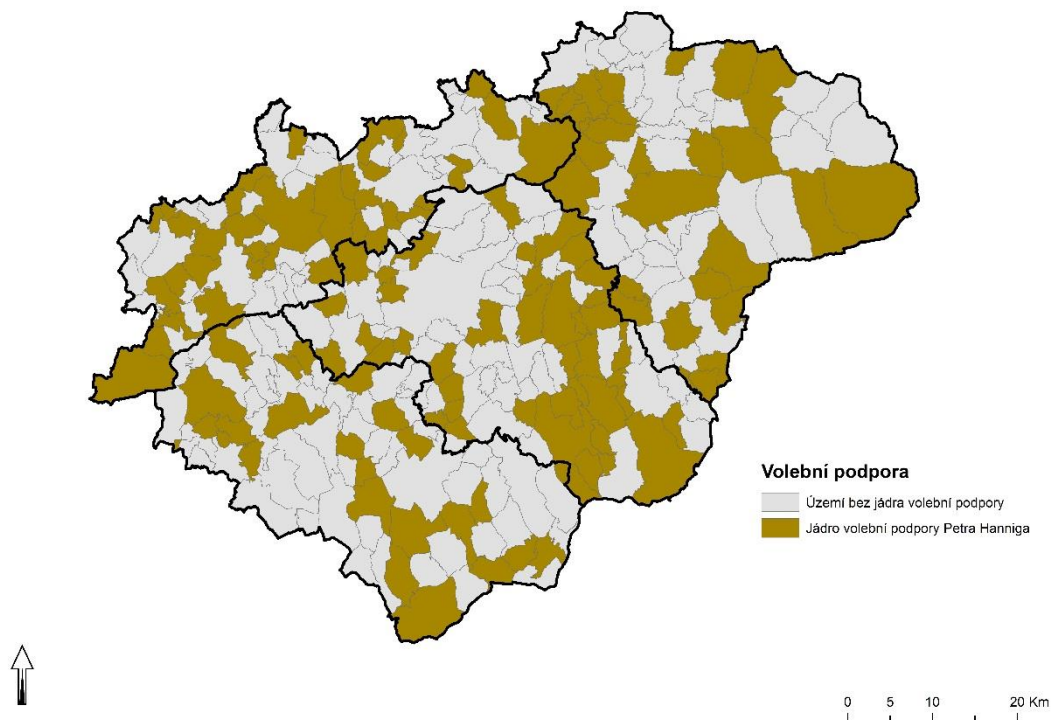 Volební podpora
Území bez jádra volební podpory
Jádro volební podpory Petra Hanniga
0 5 10 20 Km